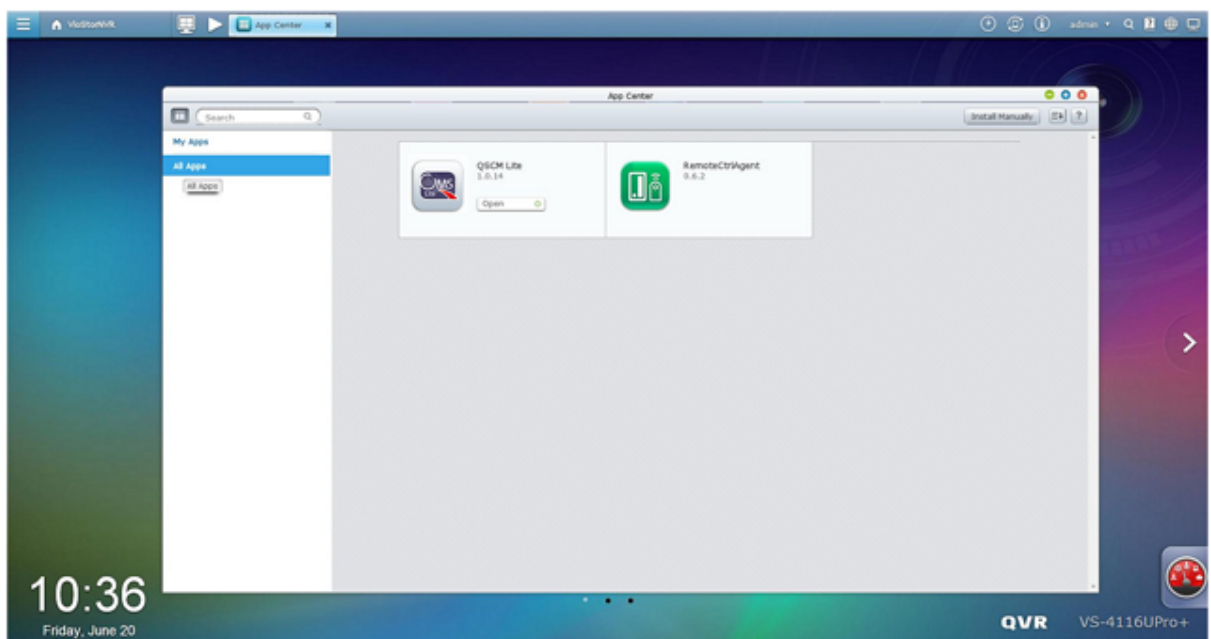 VioStorNVR
App Center
admin
App Center
Search
Install Manually
?
My Apps
All Apps
All Apps
QSCM Lite
1.0.14
Open
RemoteCtrlAgent
0.6.2
10:36
Friday, June 20
QVR VS-4116UPro+